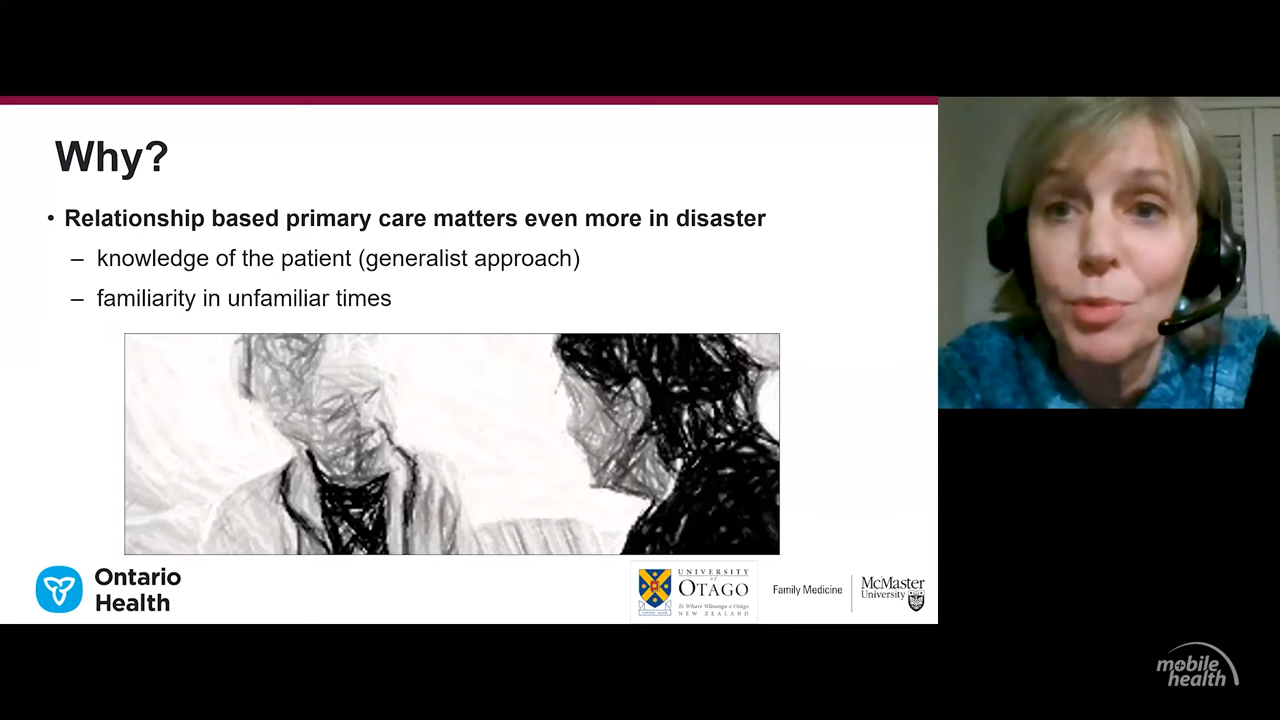 Why?
• Relationship based primary care matters even more in disaster
– knowledge of the patient (generalist approach)
– familiarity in unfamiliar times
Ontario
Health
UNIVERSITY
of
OTAGO
Te Whare Wānanga o Otāgo
NEW ZEALAND
Family Medicine
McMaster
University
mobile
health